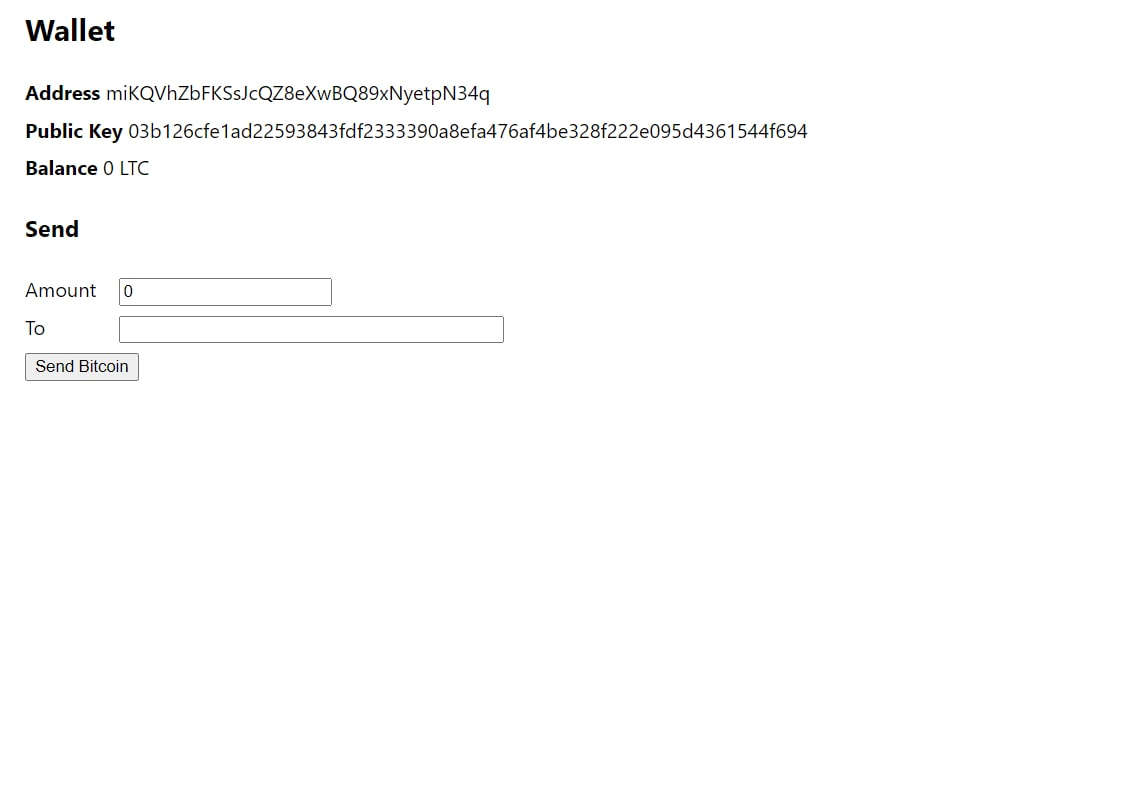 Wallet
Address miKQVhZbFKSsJcQZ8eXwBQ89xNyetpN34q
Public Key 03b126cfe1ad22593843fdf2333390a8efa476af4be328f222e095d4361544f694
Balance 0 LTC
Send
Amount 0
To
Send Bitcoin